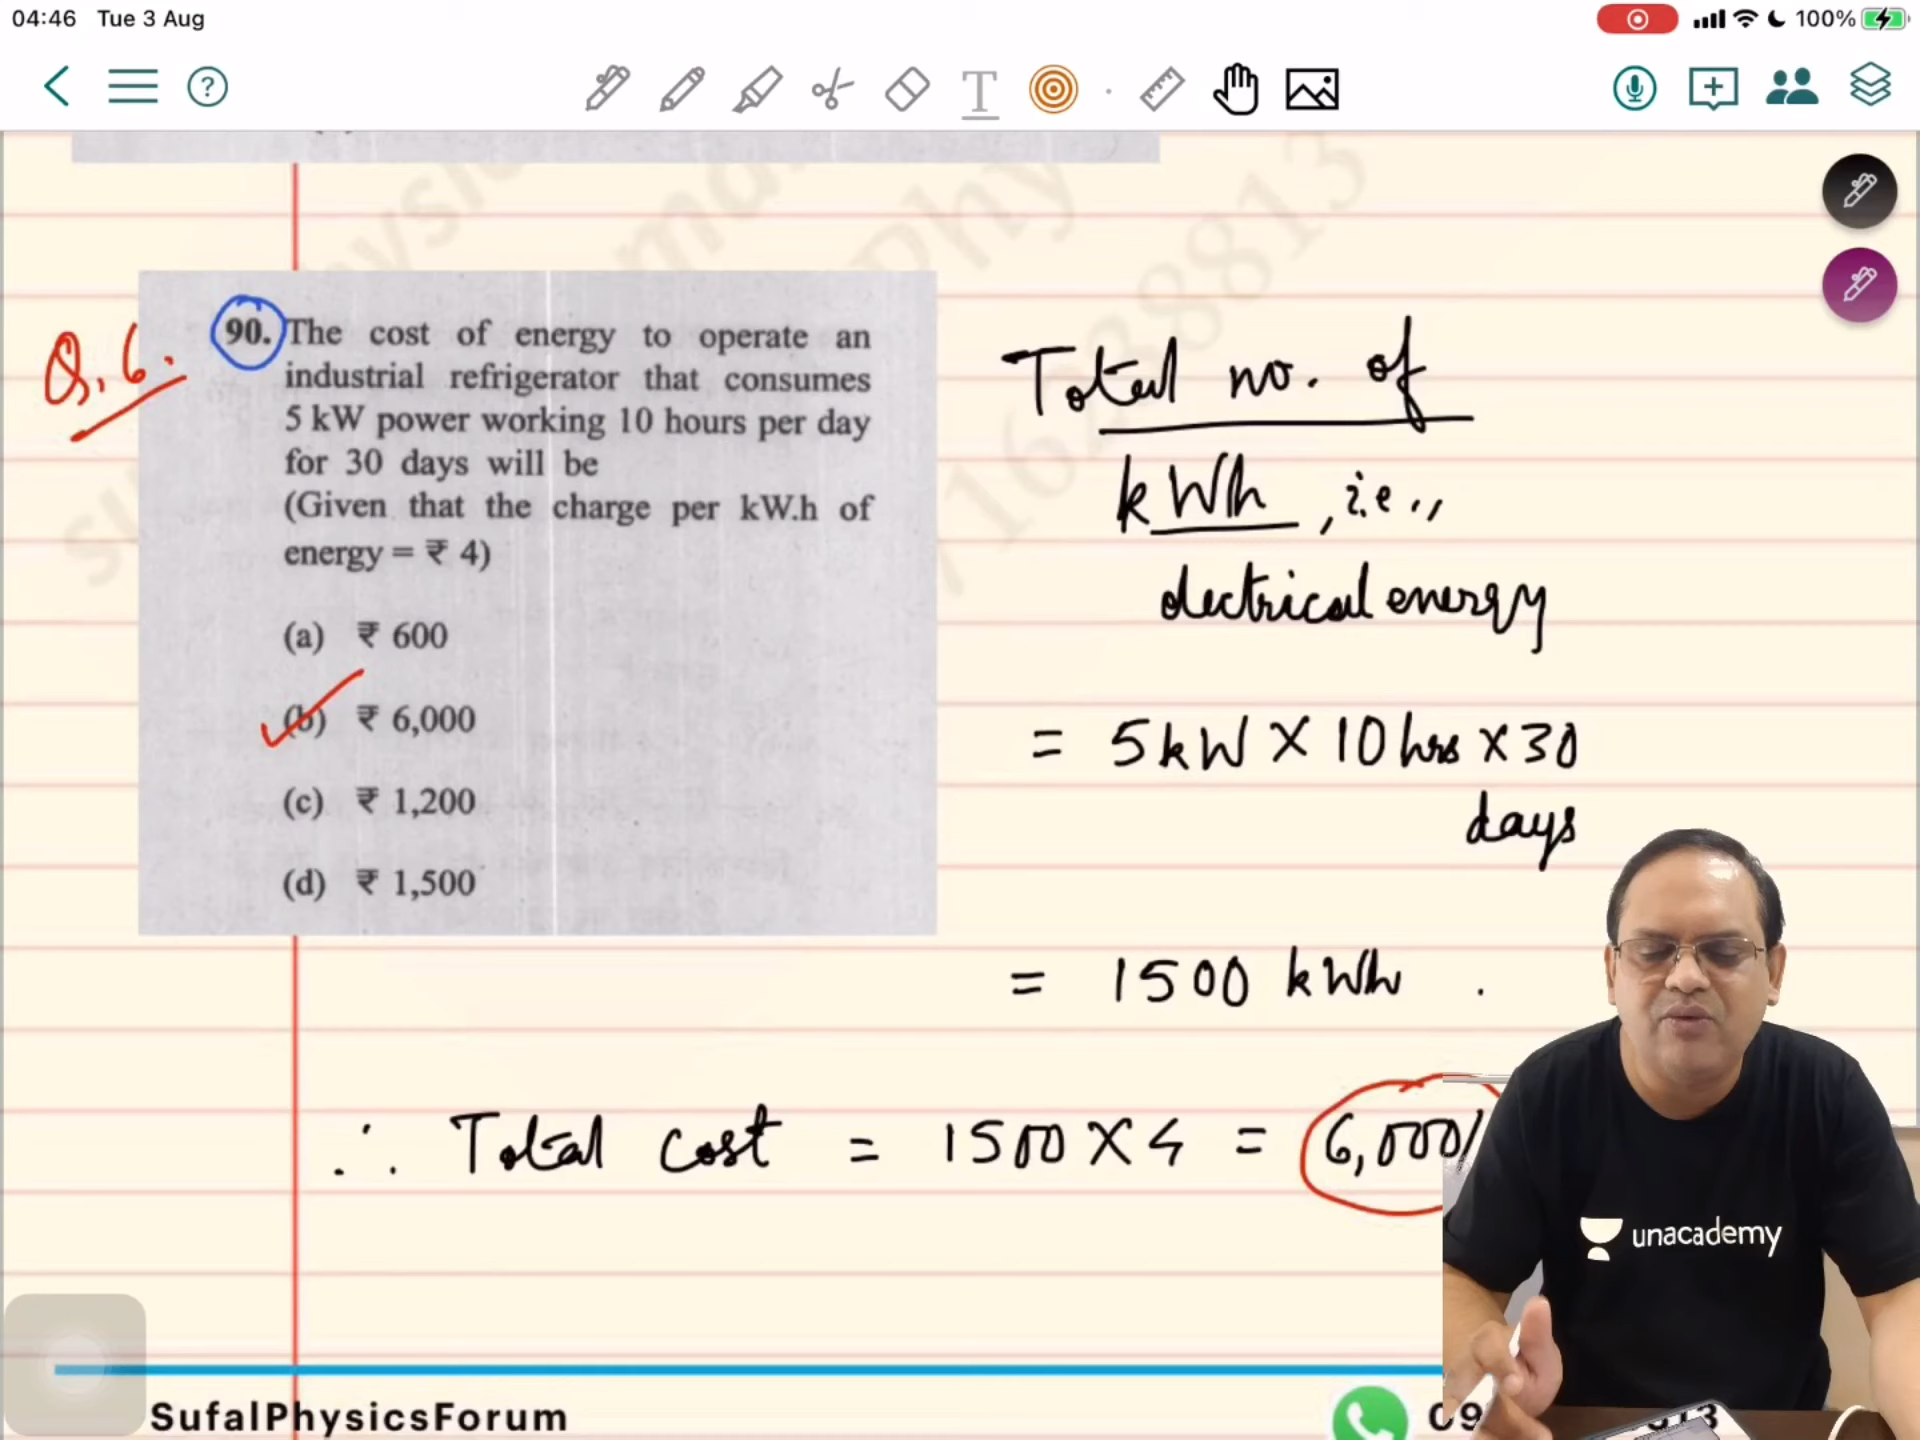 04:46 Tue 3 Aug
100%
Q.6.
90. The cost of energy to operate an
industrial refrigerator that consumes
5 kW power working 10 hours per day
for 30 days will be
(Given that the charge per kW.h of
energy = ₹ 4)
(a) ₹ 600
(b) ₹ 6,000
(c) ₹ 1,200
(d) ₹ 1,500
Total no. of
kWh, i.e.,
electrical energy
= 5kW × 10 hrs × 30
days
= 1500 kWh .
∴ Total cost = 1500 × 4 = 6,000/
unacademy
SufalPhysicsForum